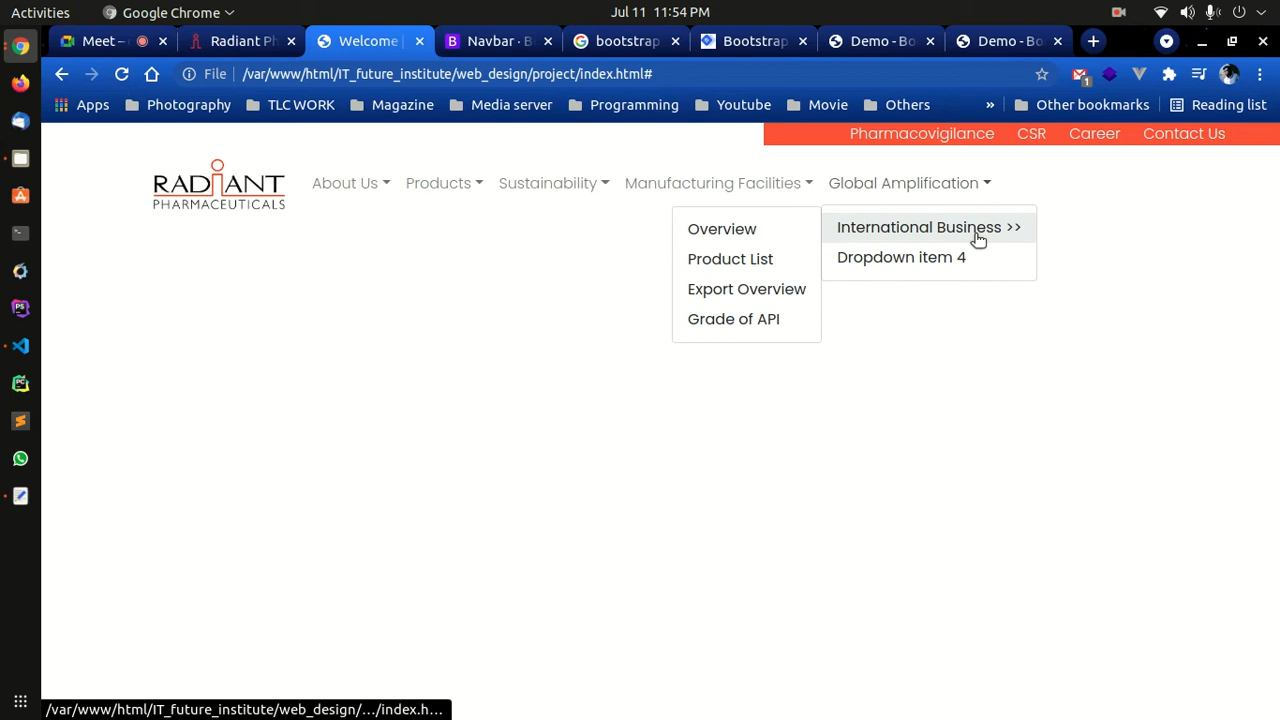 Activities
Google Chrome
Jul 11 11:54 PM
Meet –
Radiant Ph
Welcome
Navbar · B
bootstrap
Bootstrap
Demo - Bo
Demo - Bo
File
/var/www/html/IT_future_institute/web_design/project/index.html#
1
Apps
Photography
TLC WORK
Magazine
Media server
Programming
Youtube
Movie
Others
»
Other bookmarks
Reading list
Pharmacovigilance
CSR
Career
Contact Us
RADIANT
PHARMACEUTICALS
About Us
Products
Sustainability
Manufacturing Facilities
Global Amplification
Overview
Product List
Export Overview
Grade of API
International Business >>
Dropdown item 4
/var/www/html/IT_future_institute/web_design/…/index.h…